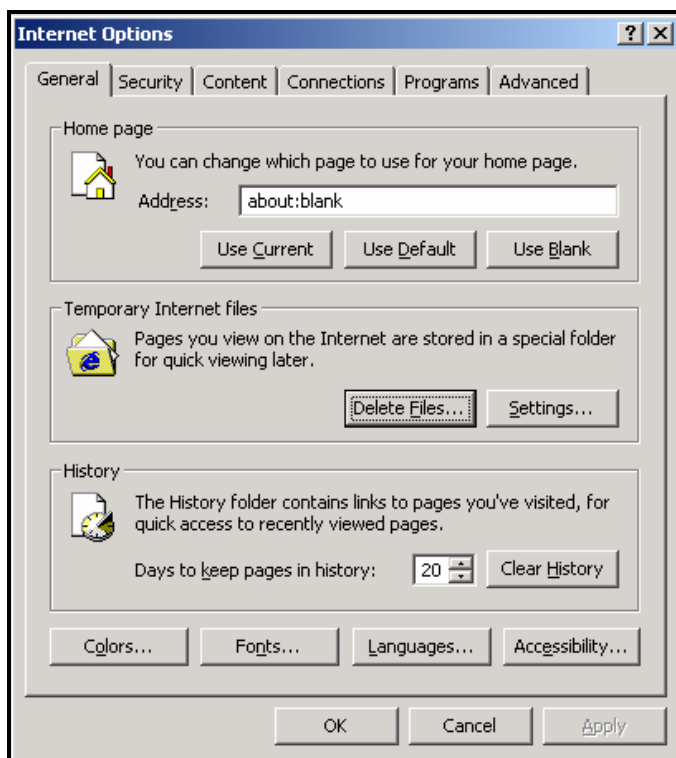 Internet Options
General Security Content Connections Programs Advanced
Home page
You can change which page to use for your home page.
Address: about:blank
Use Current Use Default Use Blank
Temporary Internet files
Pages you view on the Internet are stored in a special folder
for quick viewing later.
Delete Files... Settings...
History
The History folder contains links to pages you've visited, for
quick access to recently viewed pages.
Days to keep pages in history: 20 Clear History
Colors... Fonts... Languages... Accessibility...
OK Cancel Apply